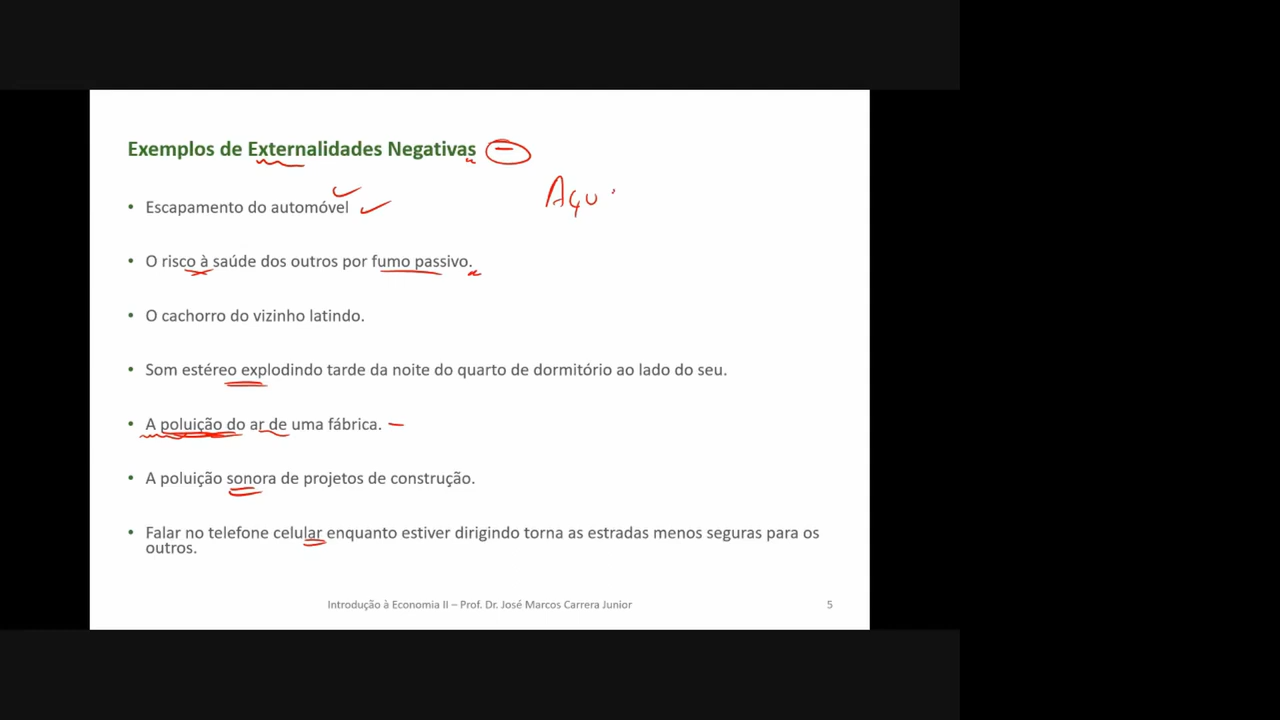 Exemplos de Externalidades Negativas
Açu
• Escapamento do automóvel
• O risco à saúde dos outros por fumo passivo.
• O cachorro do vizinho latindo.
• Som estéreo explodindo tarde da noite do quarto de dormitório ao lado do seu.
• A poluição do ar de uma fábrica.
• A poluição sonora de projetos de construção.
• Falar no telefone celular enquanto estiver dirigindo torna as estradas menos seguras para os
outros.
Introdução à Economia II – Prof. Dr. José Marcos Carrera Junior
5